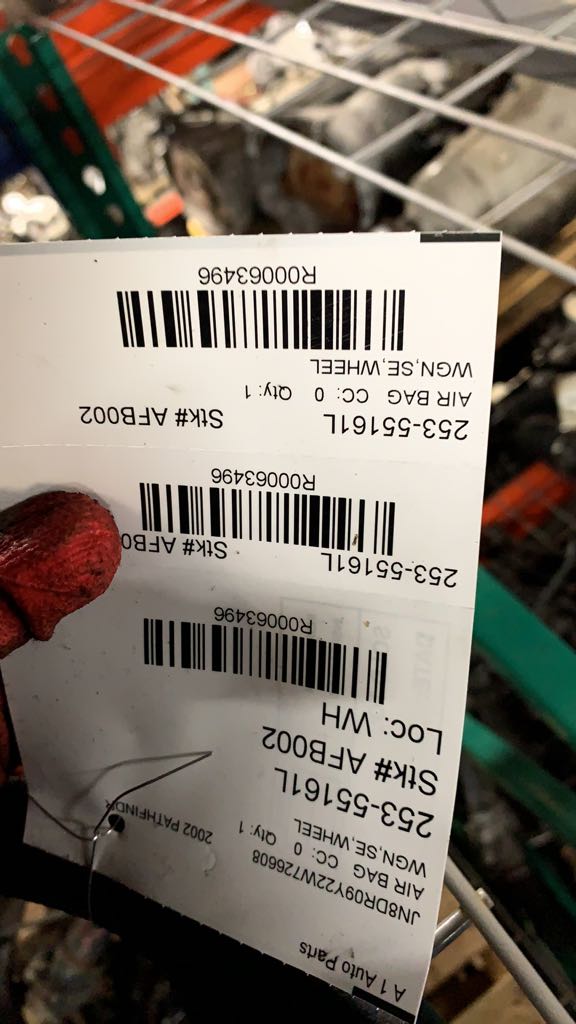 A 1 Auto Parts
JN8DR09Y22W726608
AIR BAG CC: 0 Qty: 1
WGN,SE,WHEEL
2002 PATHFINDR
253-55161L
Stk# AFB002
Loc: WH
R00063496
253-55161L Stk# AFB0
R00063496
253-55161L Stk# AFB002
AIR BAG CC: 0 Qty: 1
WGN,SE,WHEEL
R00063496